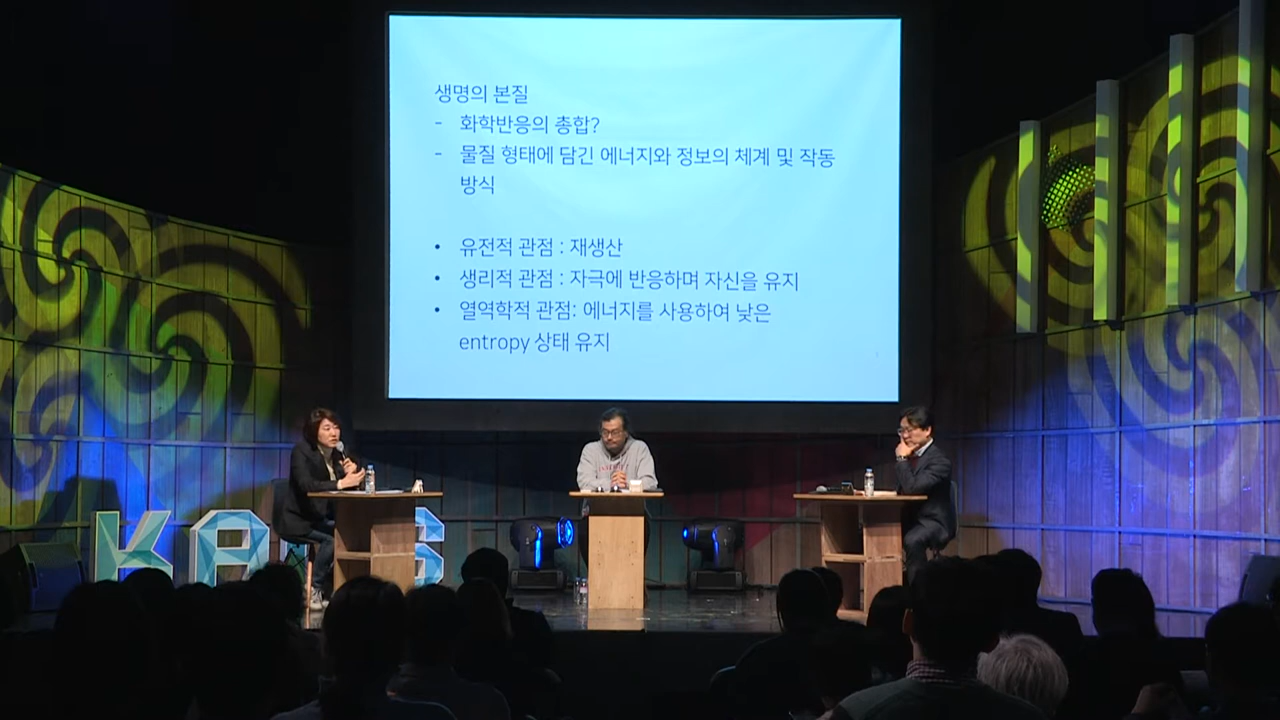 생명의 본질
- 화학반응의 총합?
- 물질 형태에 담긴 에너지와 정보의 체계 및 작동
방식
• 유전적 관점 : 재생산
• 생리적 관점 : 자극에 반응하며 자신을 유지
• 열역학적 관점: 에너지를 사용하여 낮은
entropy 상태 유지
KAOS